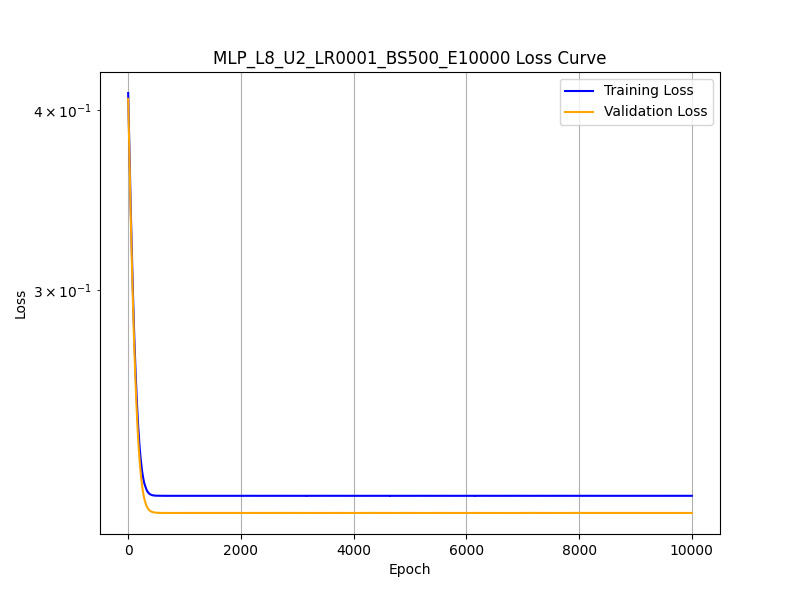 MLP_L8_U2_LR0001_BS500_E10000 Loss Curve
Training Loss
Validation Loss
4 × 10⁻¹
3 × 10⁻¹
Loss
0 2000 4000 6000 8000 10000
Epoch